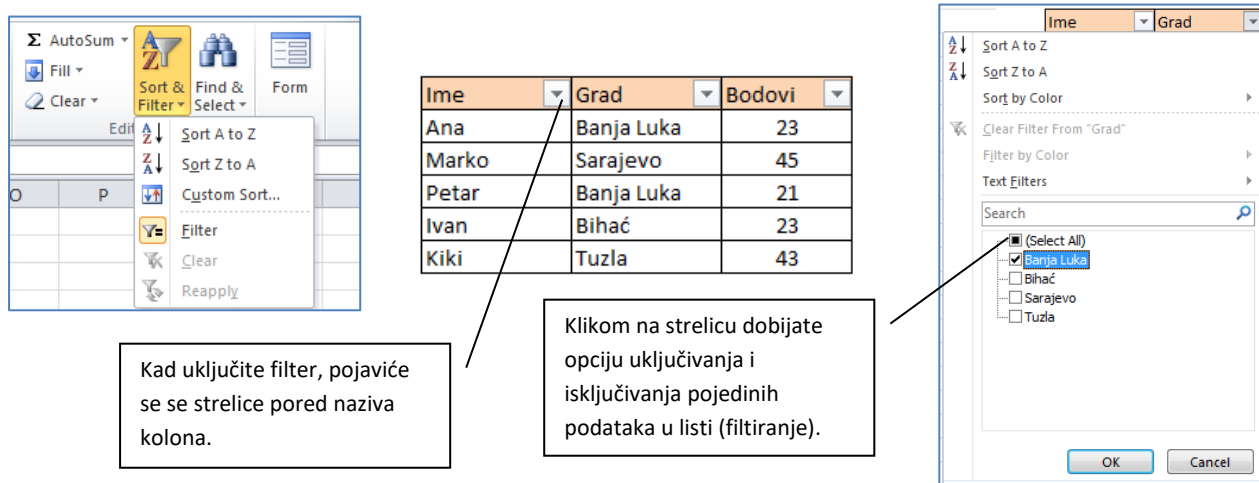 Σ AutoSum
Fill
Clear
Sort & Filter
Find & Select
Form
Edit
Sort A to Z
Sort Z to A
Custom Sort...
Filter
Clear
Reapply
O P
Ime Grad Bodovi
Ana Banja Luka 23
Marko Sarajevo 45
Petar Banja Luka 21
Ivan Bihać 23
Kiki Tuzla 43
Kad uključite filter, pojaviće
se se strelice pored naziva
kolona.
Klikom na strelicu dobijate
opciju uključivanja i
isključivanja pojedinih
podataka u listi (filtiranje).
Ime Grad
Sort A to Z
Sort Z to A
Sort by Color
Clear Filter From "Grad"
Filter by Color
Text Filters
Search
(Select All)
Banja Luka
Bihać
Sarajevo
Tuzla
OK Cancel